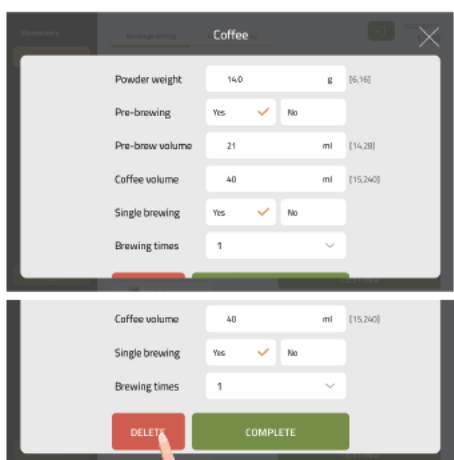 Maintenance
Coffee
Powder weight 14.0 g [6,16]
Pre-brewing Yes No
Pre-brew volume 21 ml [14,28]
Coffee volume 40 ml [15,240]
Single brewing Yes No
Brewing times 1
Coffee volume 40 ml [15,240]
Single brewing Yes No
Brewing times 1
DELETE COMPLETE